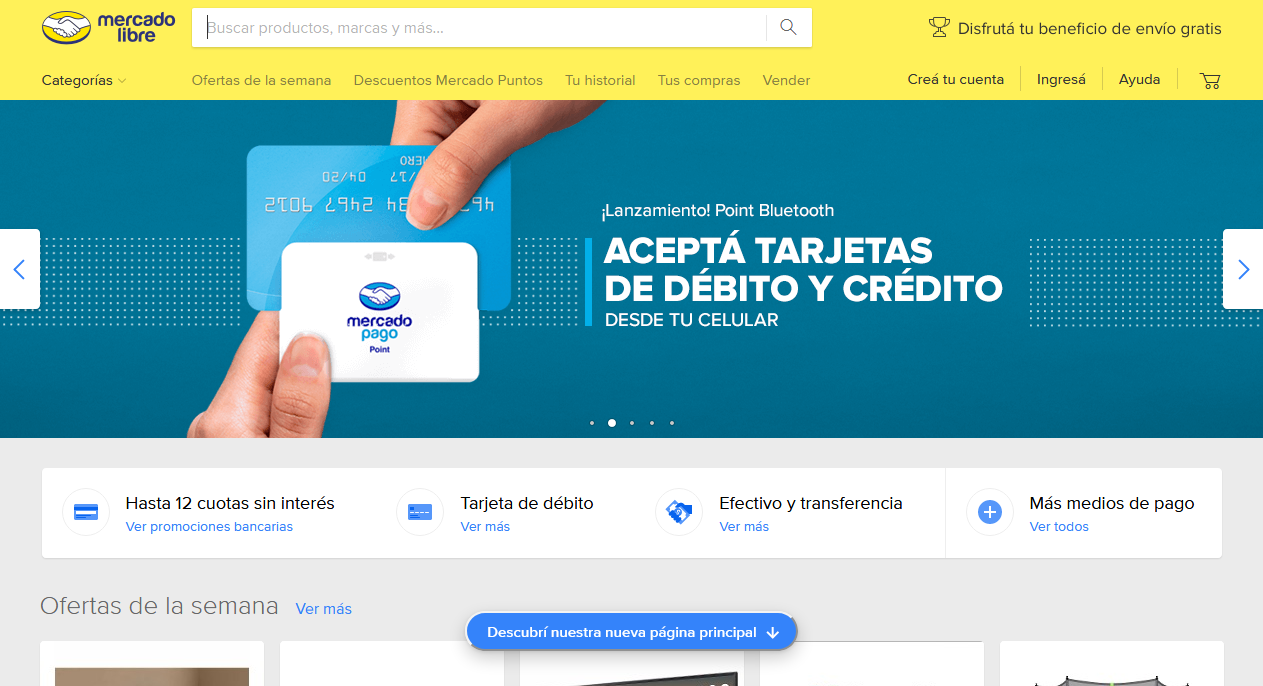 mercado
libre
Buscar productos, marcas y más...
Disfrutá tu beneficio de envío gratis
Categorías
Ofertas de la semana
Descuentos Mercado Puntos
Tu historial
Tus compras
Vender
Creá tu cuenta
Ingresá
Ayuda
¡Lanzamiento! Point Bluetooth
ACEPTÁ TARJETAS
DE DÉBITO Y CRÉDITO
DESDE TU CELULAR
mercado
pago
Point
Hasta 12 cuotas sin interés
Ver promociones bancarias
Tarjeta de débito
Ver más
Efectivo y transferencia
Ver más
Más medios de pago
Ver todos
Ofertas de la semana
Ver más
Descubrí nuestra nueva página principal